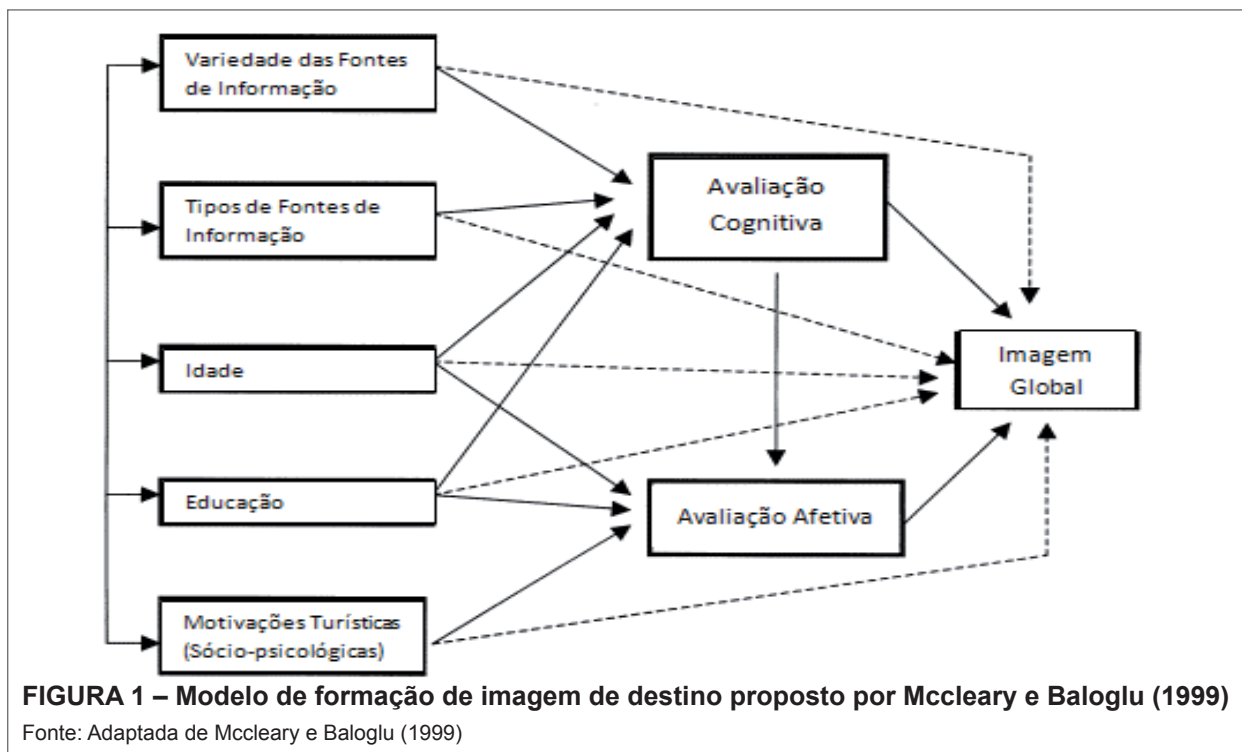 Variedade das Fontes
de Informação
Tipos de Fontes de
Informação
Idade
Educação
Motivações Turísticas
(Sócio-psicológicas)
Avaliação
Cognitiva
Avaliação Afetiva
Imagem
Global
FIGURA 1 – Modelo de formação de imagem de destino proposto por Mccleary e Baloglu (1999)
Fonte: Adaptada de Mccleary e Baloglu (1999)